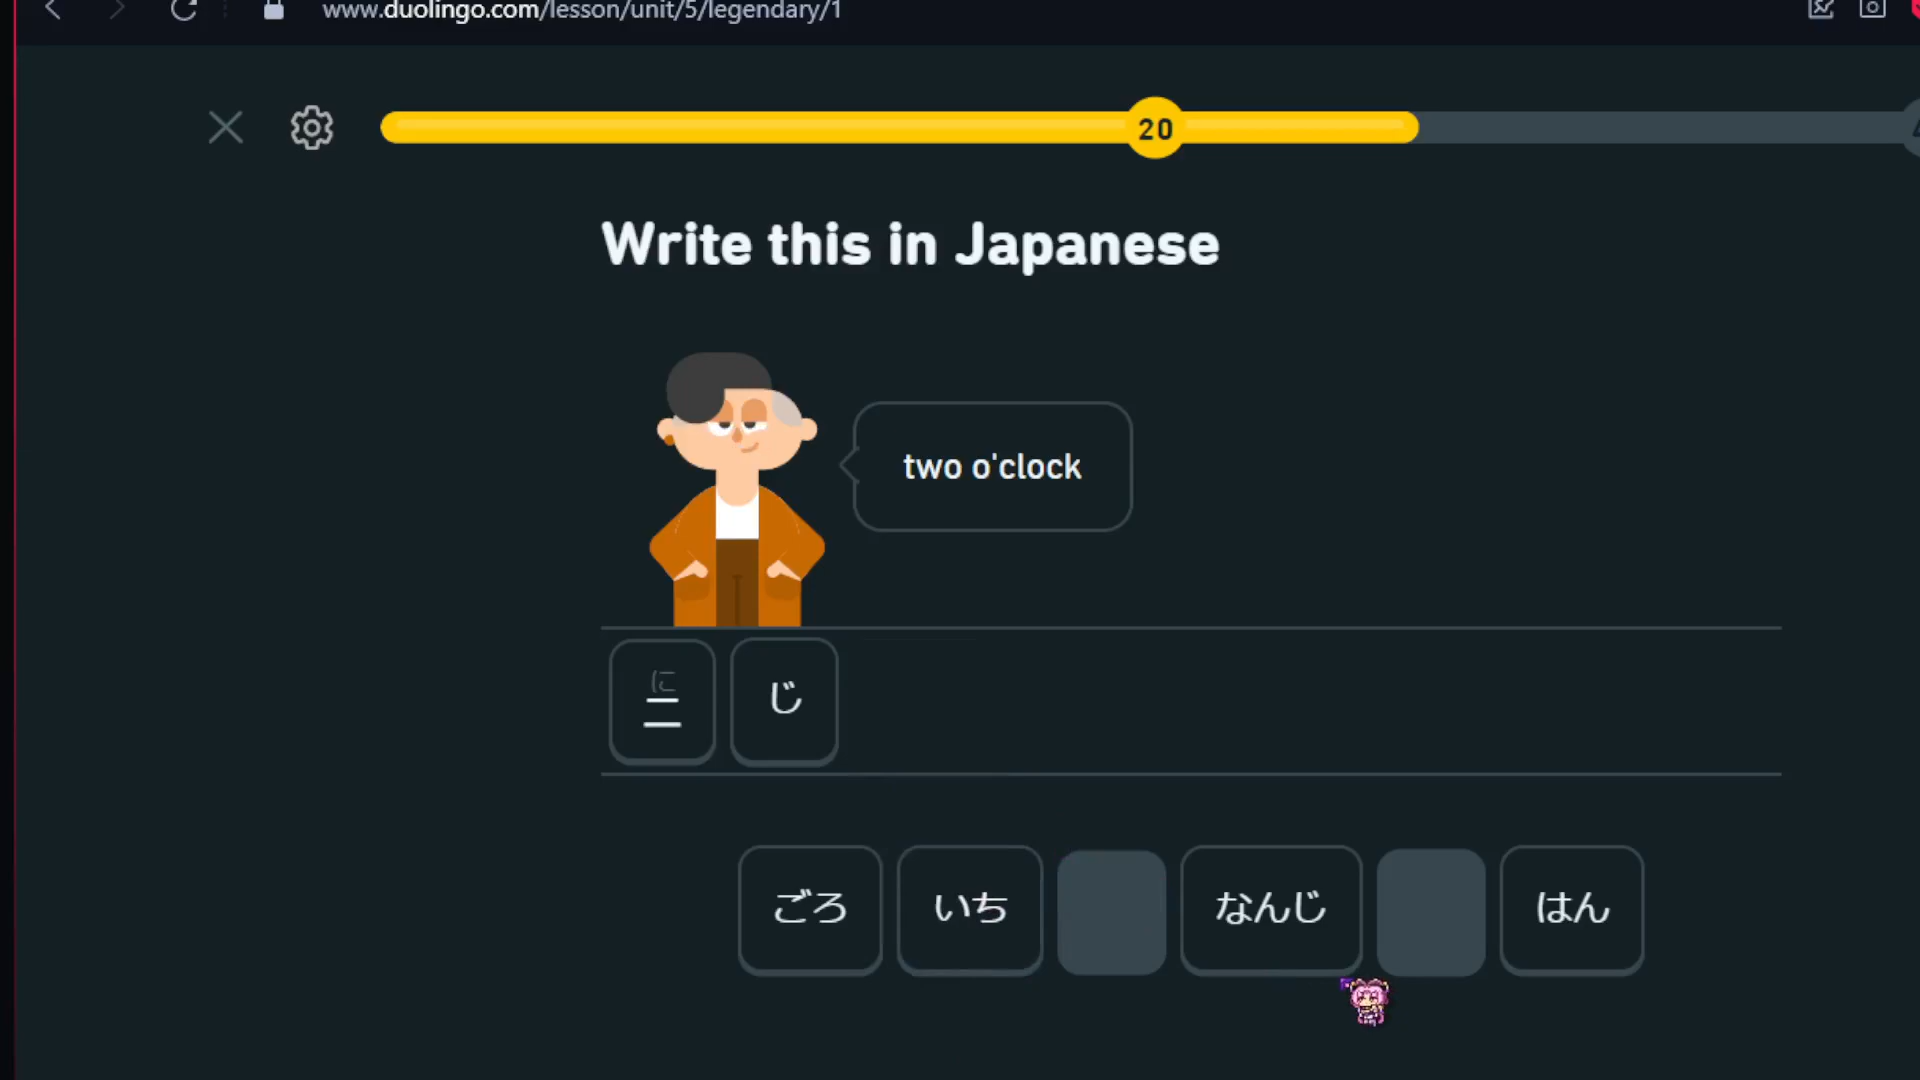 www.duolingo.com/lesson/unit/5/legendary/1
20
Write this in Japanese
two o'clock
に
二 じ
ごろ いち なんじ はん